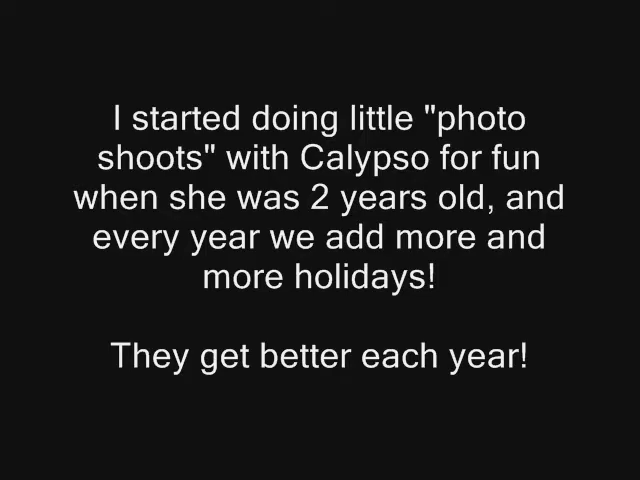 I started doing little "photo
shoots" with Calypso for fun
when she was 2 years old, and
every year we add more and
more holidays!
They get better each year!